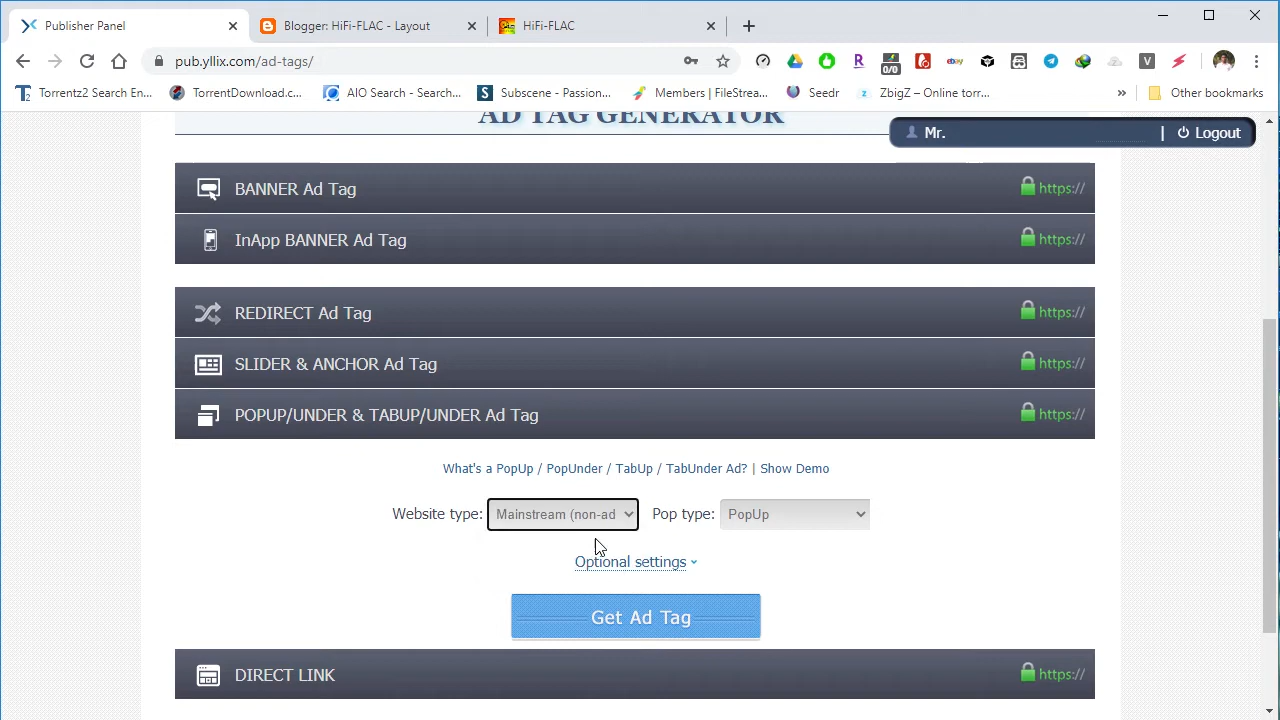 Publisher Panel
Blogger: HiFi-FLAC - Layout
HiFi-FLAC
pub.yllix.com/ad-tags/
0/0
V
Torrentz2 Search En...
TorrentDownload.c...
AIO Search - Search...
Subscene - Passion...
Members | FileStrea...
Seedr
ZbigZ – Online torr...
»
Other bookmarks
AD TAG GENERATOR
Mr. | Logout
BANNER Ad Tag https://
InApp BANNER Ad Tag https://
REDIRECT Ad Tag https://
SLIDER & ANCHOR Ad Tag https://
POPUP/UNDER & TABUP/UNDER Ad Tag https://
What's a PopUp / PopUnder / TabUp / TabUnder Ad? | Show Demo
Website type: Mainstream (non-ad Pop type: PopUp
Optional settings
Get Ad Tag
DIRECT LINK https://